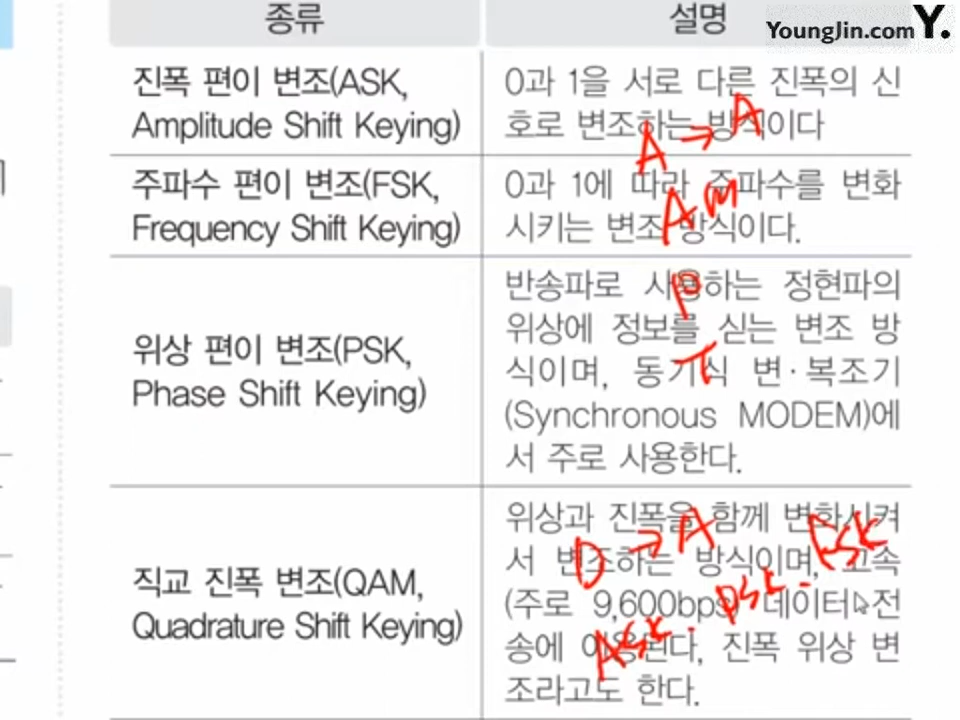 종류
설명
YoungJin.com Y.
진폭 편이 변조(ASK,
Amplitude Shift Keying)
0과 1을 서로 다른 진폭의 신
호로 변조하는 방식이다
A → A
주파수 편이 변조(FSK,
Frequency Shift Keying)
0과 1에 따라 주파수를 변화
시키는 변조 방식이다.
Am
위상 편이 변조(PSK,
Phase Shift Keying)
반송파로 사용하는 정현파의
위상에 정보를 싣는 변조 방
식이며, 동기식 변·복조기
(Synchronous MODEM)에
서 주로 사용한다.
P
직교 진폭 변조(QAM,
Quadrature Shift Keying)
위상과 진폭을 함께 변화시켜
서 변조하는 방식이며, 고속
(주로 9,600bps) 데이터 전
송에 이용된다, 진폭 위상 변
조라고도 한다.
D → A
ASK. PSK. FSK